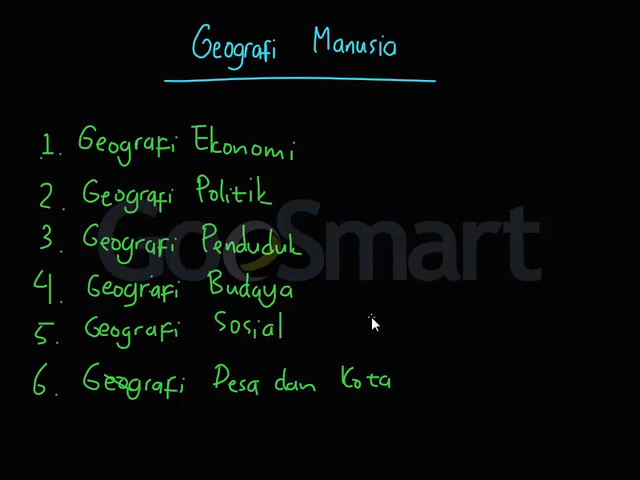 Geografi Manusia
1. Geografi Ekonomi
2. Geografi Politik
3. Geografi Penduduk
4. Geografi Budaya
5. Geografi Sosial
6. Geografi Desa dan Kota
GoeSmart